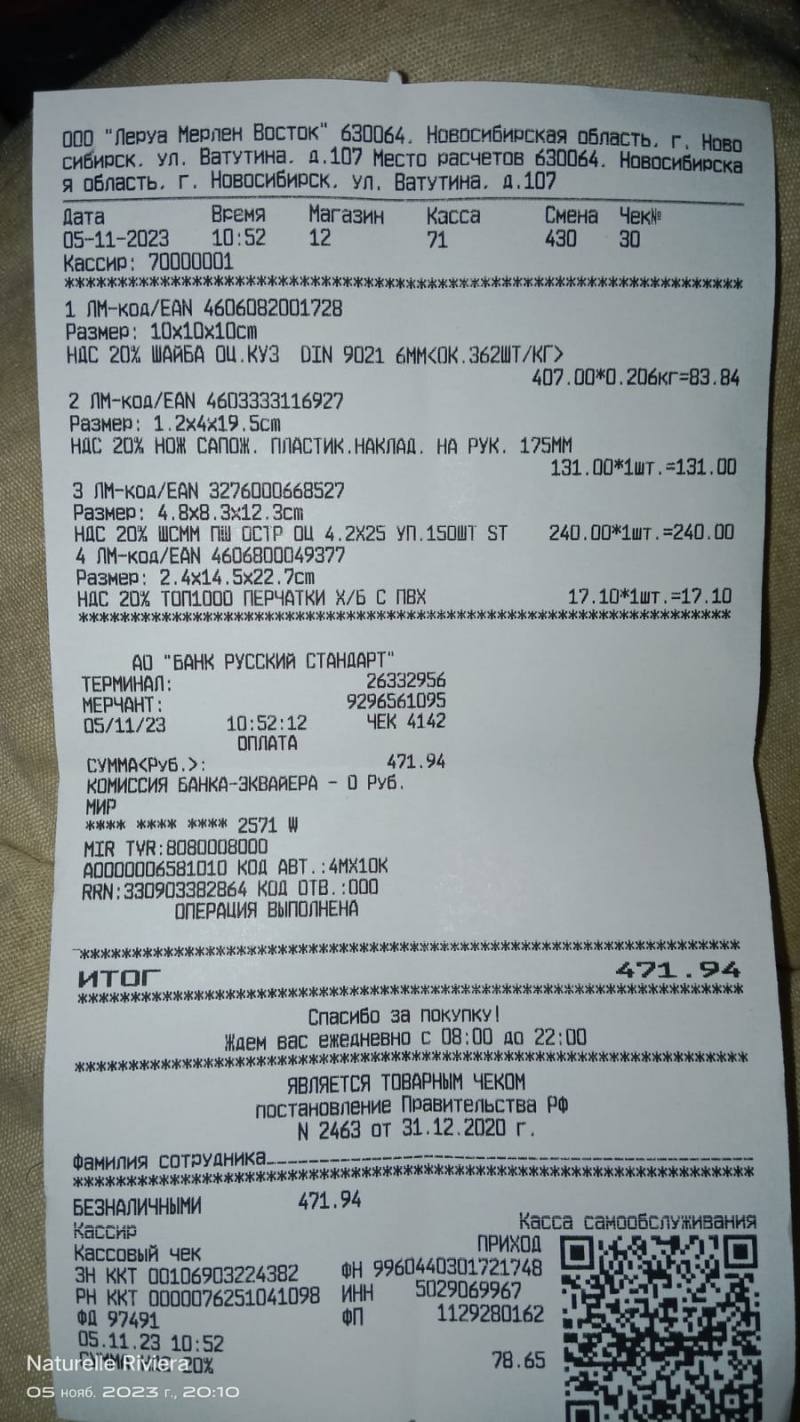 ООО "Леруа Мерлен Восток" 630064, Новосибирская область, г. Ново
сибирск, ул. Ватутина, д.107 Место расчетов 630064, Новосибирска
я область, г. Новосибирск, ул. Ватутина, д.107
Дата Время Магазин Касса Смена Чек№
05-11-2023 10:52 12 71 430 30
Кассир: 70000001
********************************************************************
1 ЛМ-код/EAN 4606082001728
Размер: 10x10x10cm
НДС 20% ШАЙБА ОЦ.КУЗ DIN 9021 6ММ<ОК.362ШТ/КГ>
407.00*0.206кг=83.84
2 ЛМ-код/EAN 4603333116927
Размер: 1.2x4x19.5cm
НДС 20% НОЖ САПОЖ. ПЛАСТИК.НАКЛАД. НА РУК. 175ММ
131.00*1шт.=131.00
3 ЛМ-код/EAN 3276000668527
Размер: 4.8x8.3x12.3cm
НДС 20% ШСММ ПШ ОСТР ОЦ 4.2X25 УП.150ШТ ST 240.00*1шт.=240.00
4 ЛМ-код/EAN 4606800049377
Размер: 2.4x14.5x22.7cm
НДС 20% ТОП1000 ПЕРЧАТКИ Х/Б С ПВХ 17.10*1шт.=17.10
********************************************************************
АО "БАНК РУССКИЙ СТАНДАРТ"
ТЕРМИНАЛ: 26332956
МЕРЧАНТ: 9296561095
05/11/23 10:52:12 ЧЕК 4142
ОПЛАТА
СУММА<Руб.>: 471.94
КОМИССИЯ БАНКА-ЭКВАЙЕРА - 0 Руб.
МИР
**** **** **** 2571 W
MIR TVR:8080008000
A0000006581010 КОД АВТ.:4MX10K
RRN:330903382864 КОД ОТВ.:000
ОПЕРАЦИЯ ВЫПОЛНЕНА
********************************************************************
ИТОГ 471.94
********************************************************************
Спасибо за покупку!
Ждем вас ежедневно с 08:00 до 22:00
********************************************************************
ЯВЛЯЕТСЯ ТОВАРНЫМ ЧЕКОМ
постановление Правительства РФ
N 2463 от 31.12.2020 г.
Фамилия сотрудника
********************************************************************
БЕЗНАЛИЧНЫМИ 471.94
Кассир Касса самообслуживания
Кассовый чек ПРИХОД
ЗН ККТ 00106903224382 ФН 9960440301721748
РН ККТ 0000076251041098 ИНН 5029069967
ФД 97491 ФП 1129280162
05.11.23 10:52
СУММА НДС 20% 78.65
Naturelle Riviera
05 нояб. 2023 г., 20:10